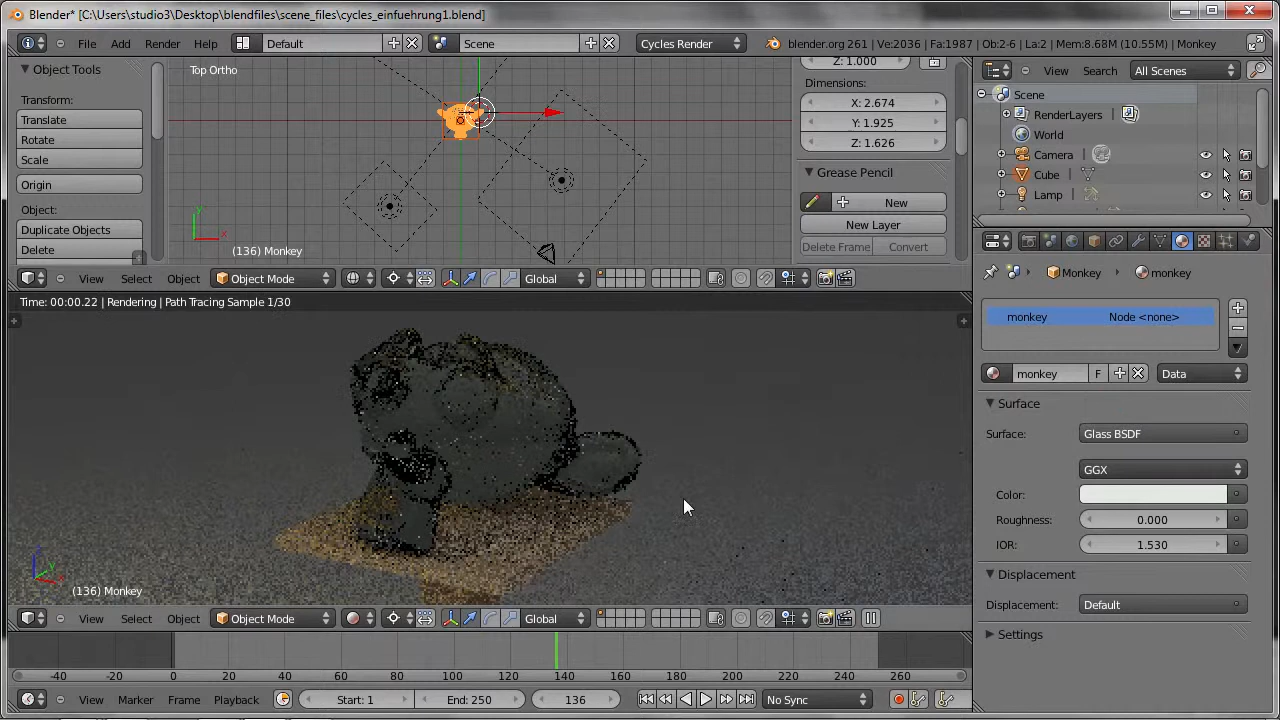 Blender* [C:\Users\studio3\Desktop\blendfiles\scene_files\cycles_einfuehrung1.blend]
File Add Render Help Default Scene Cycles Render blender.org 261 | Ve:2036 | Fa:1987 | Ob:2-6 | La:2 | Mem:8.68M (10.55M) | Monkey
Object Tools
Transform:
Translate
Rotate
Scale
Origin
Object:
Duplicate Objects
Delete
Top Ortho
(136) Monkey
Z: 1.000
Dimensions:
X: 2.674
Y: 1.925
Z: 1.626
Grease Pencil
New
New Layer
Delete Frame Convert
View Select Object Object Mode Global
View Search All Scenes
Scene
RenderLayers
World
Camera
Cube
Lamp
Monkey monkey
monkey Node <none>
monkey F Data
Surface
Surface: Glass BSDF
GGX
Color:
Roughness: 0.000
IOR: 1.530
Displacement
Displacement: Default
Settings
Time: 00:00.22 | Rendering | Path Tracing Sample 1/30
(136) Monkey
View Select Object Object Mode Global
-40 -20 0 20 40 60 80 100 120 140 160 180 200 220 240 260
View Marker Frame Playback Start: 1 End: 250 136 No Sync